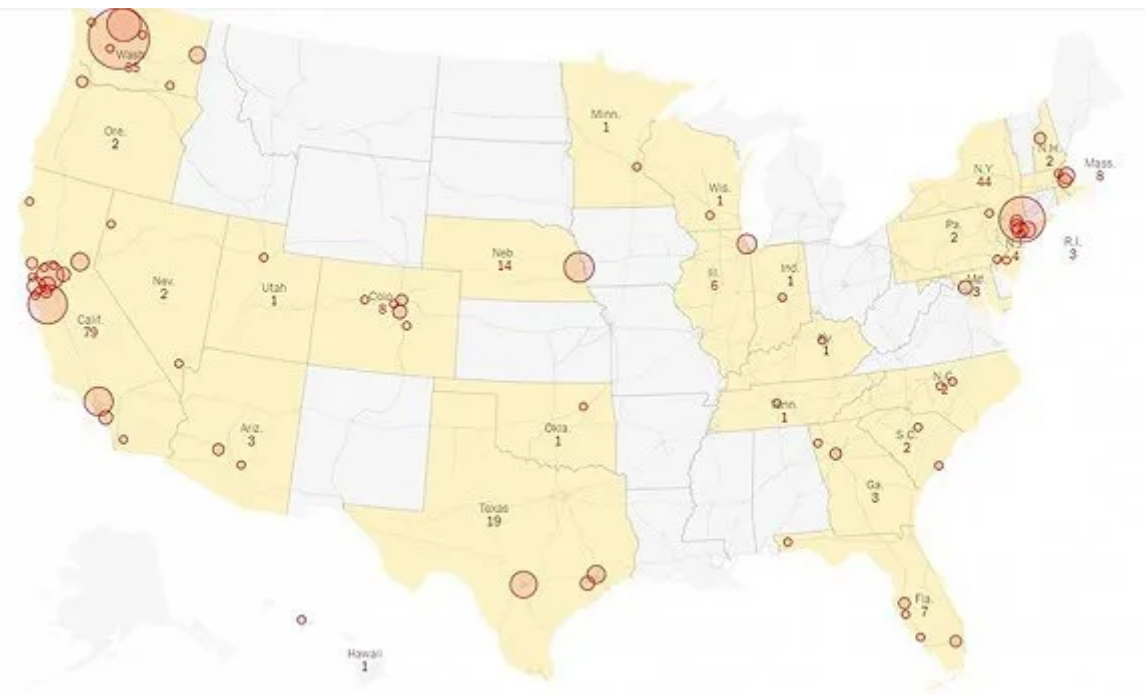 Wash.
85
Ore.
2
Minn.
1
Wis.
1
N.H.
2
Mass.
8
N.Y.
44
R.I.
3
Pa.
2
N.J.
4
Md.
3
Neb.
14
Ill.
6
Ind.
1
Nev.
2
Utah
1
Colo.
8
Calif.
79
Ky.
1
N.C.
2
Tenn.
1
Ariz.
3
Okla.
1
S.C.
2
Ga.
3
Texas
19
Fla.
7
Hawaii
1